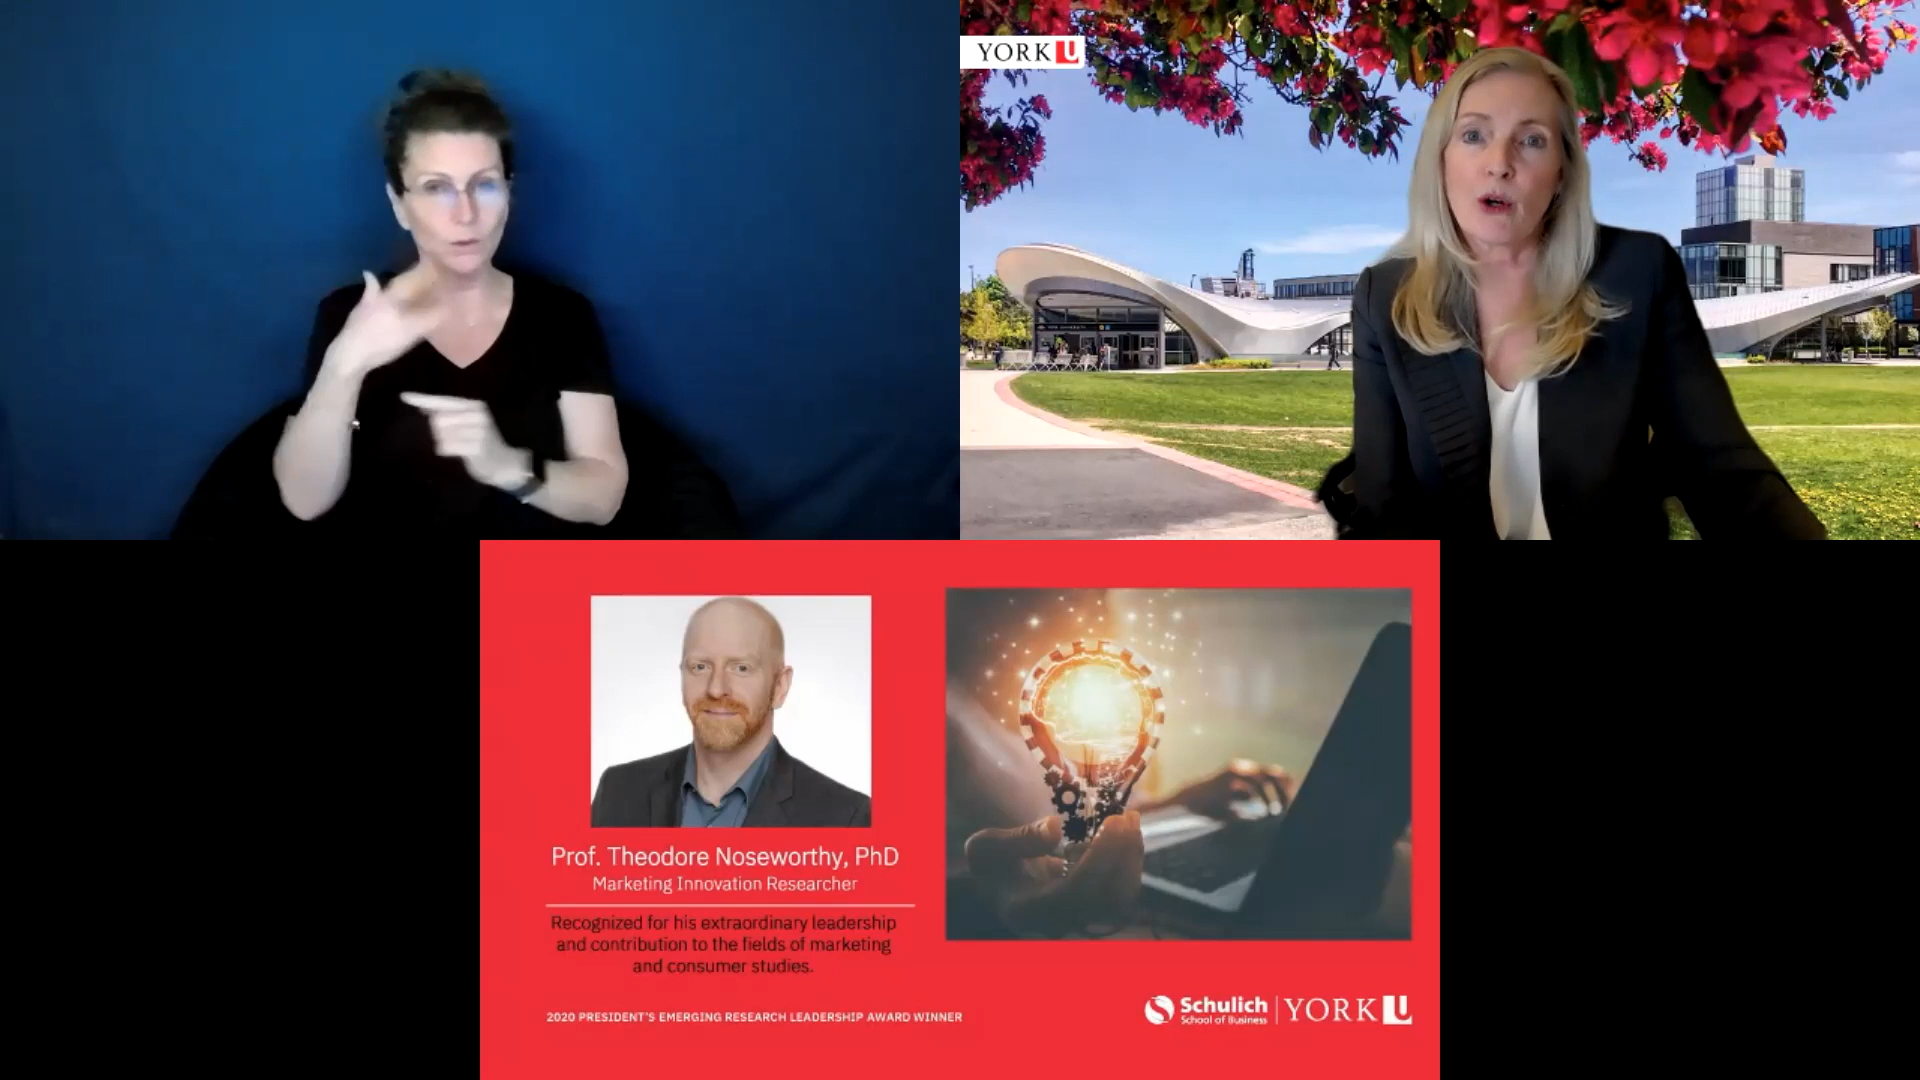 YORK U
Prof. Theodore Noseworthy, PhD
Marketing Innovation Researcher
Recognized for his extraordinary leadership
and contribution to the fields of marketing
and consumer studies.
2020 PRESIDENT'S EMERGING RESEARCH LEADERSHIP AWARD WINNER
Schulich
School of Business
YORK U